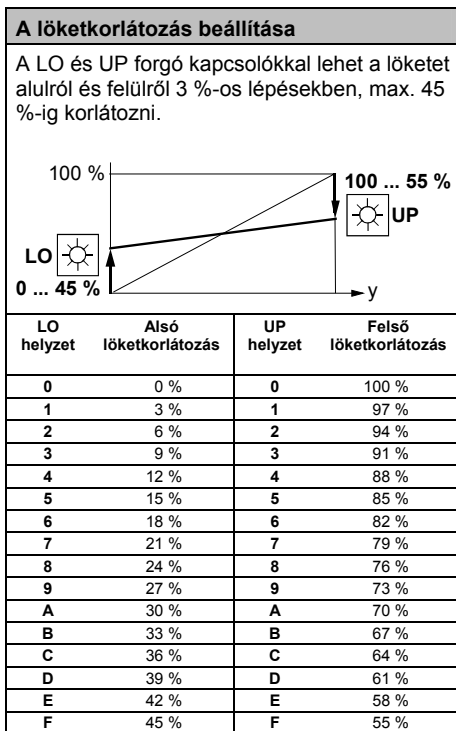 A löketkorlátozás beállítása
A LO és UP forgó kapcsolókkal lehet a löketet
alulról és felülről 3 %-os lépésekben, max. 45
%-ig korlátozni.
100 %
100 ... 55 %
UP
LO
0 ... 45 %
y
LO helyzet Alsó löketkorlátozás UP helyzet Felső löketkorlátozás
0 0 % 0 100 %
1 3 % 1 97 %
2 6 % 2 94 %
3 9 % 3 91 %
4 12 % 4 88 %
5 15 % 5 85 %
6 18 % 6 82 %
7 21 % 7 79 %
8 24 % 8 76 %
9 27 % 9 73 %
A 30 % A 70 %
B 33 % B 67 %
C 36 % C 64 %
D 39 % D 61 %
E 42 % E 58 %
F 45 % F 55 %